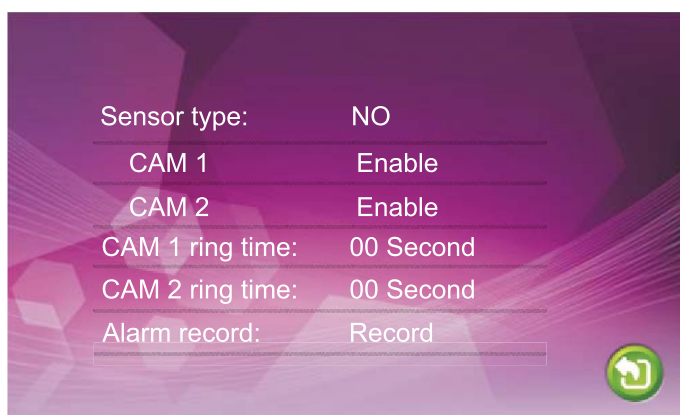 Sensor type: NO
CAM 1 Enable
CAM 2 Enable
CAM 1 ring time: 00 Second
CAM 2 ring time: 00 Second
Alarm record: Record